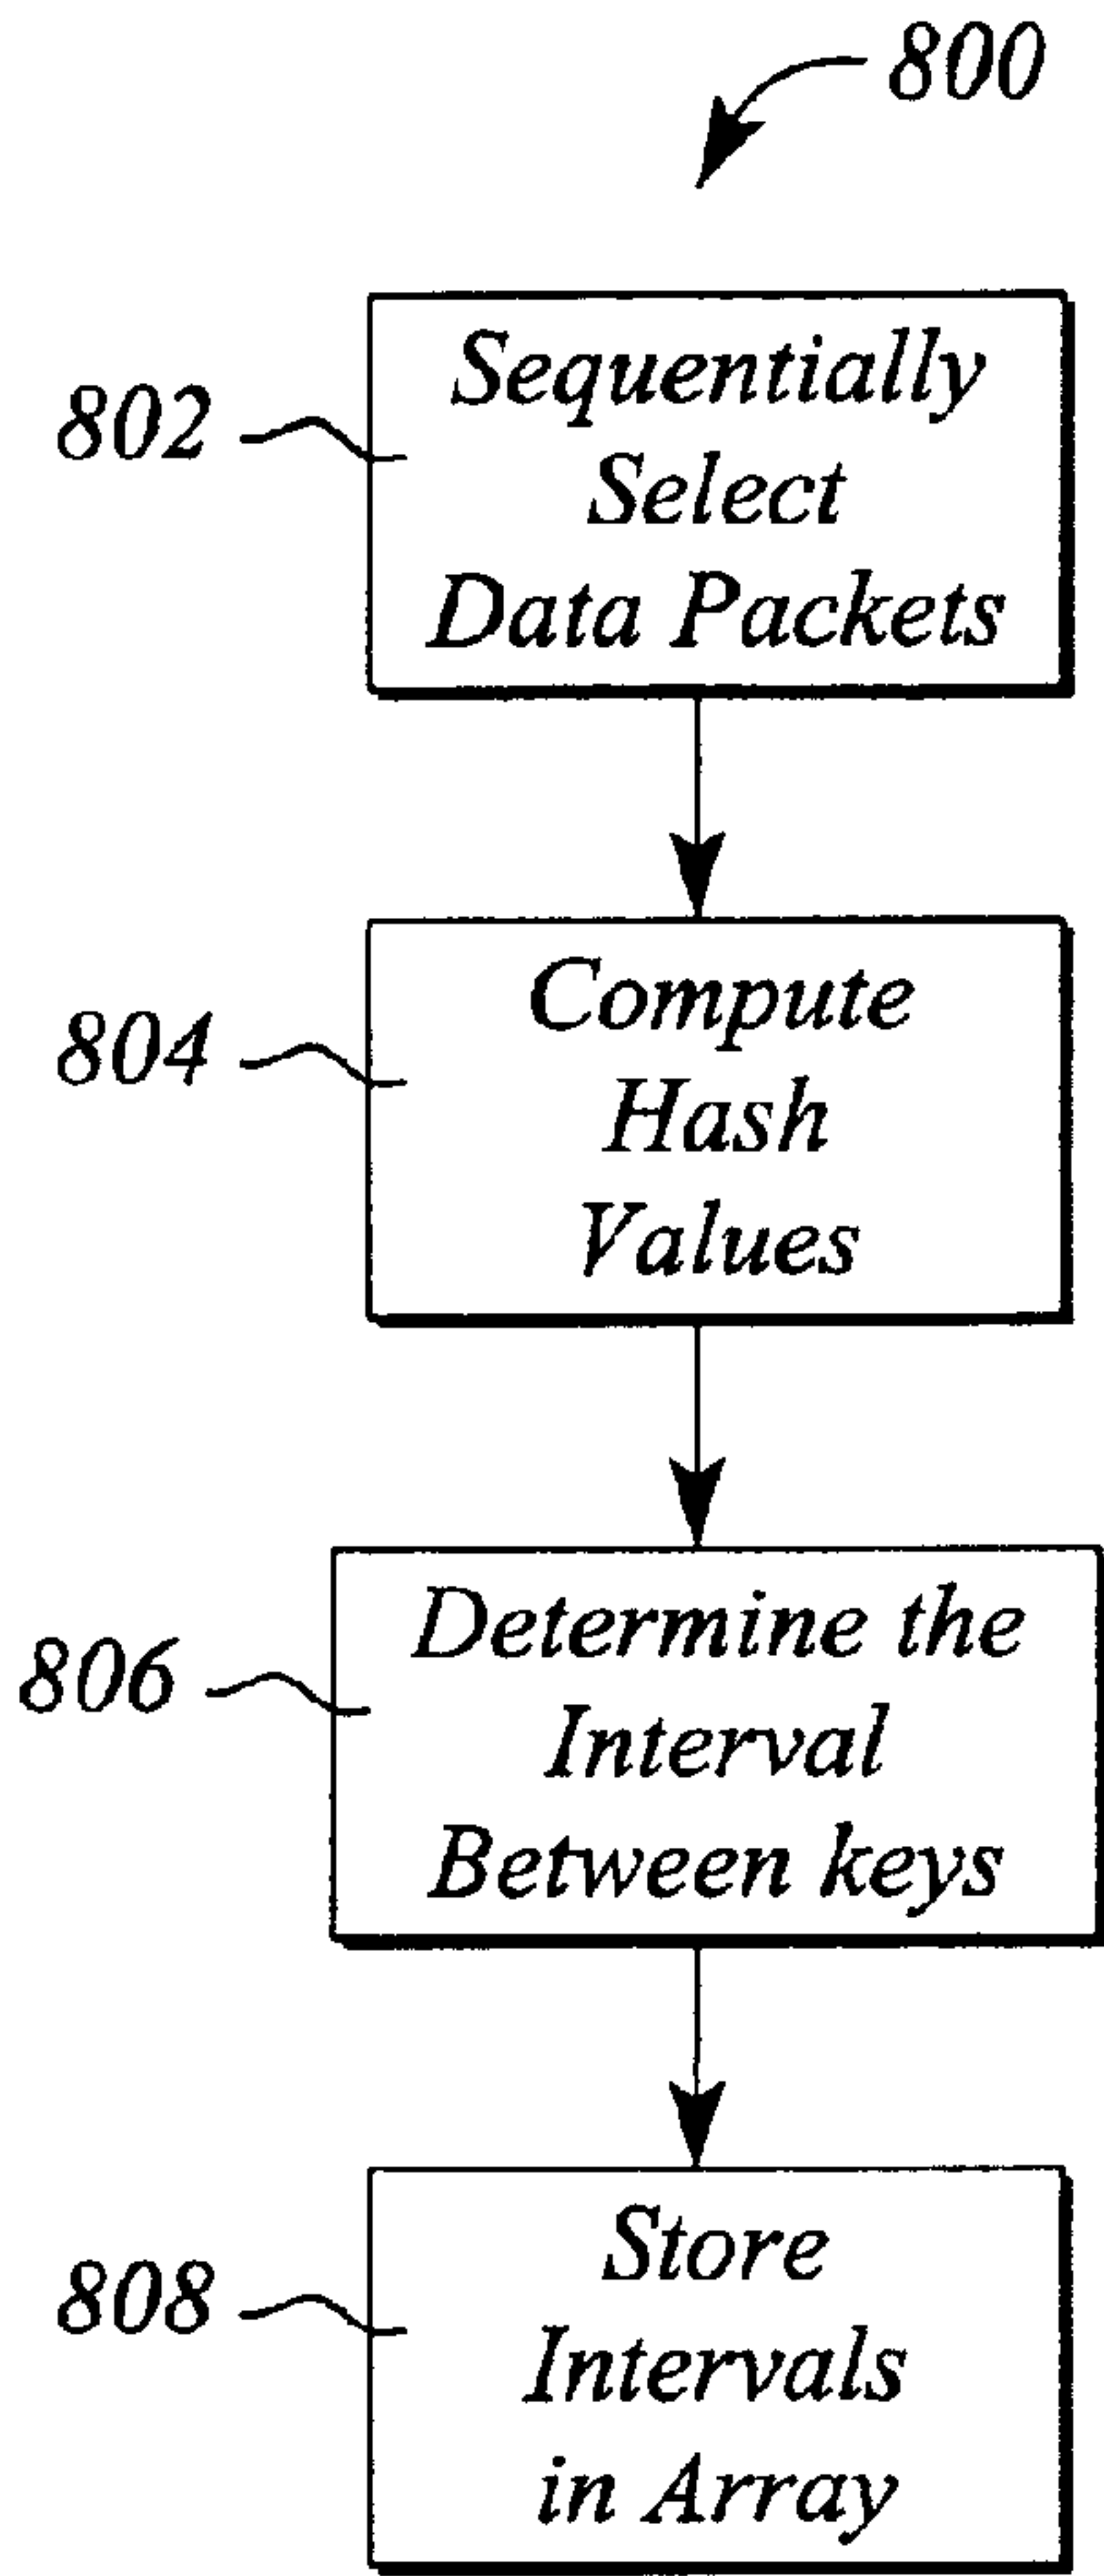 800
802
Sequentially
Select
Data Packets
804
Compute
Hash
Values
806
Determine the
Interval
Between keys
808
Store
Intervals
in Array